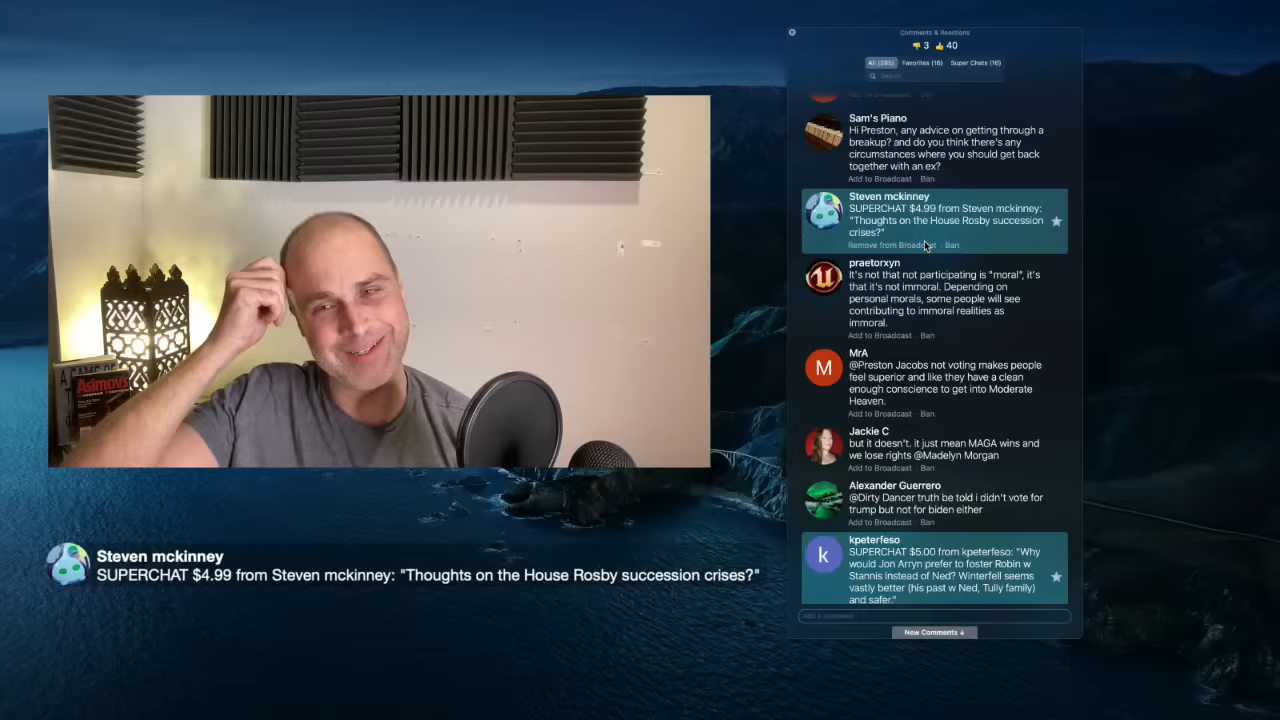 Comments & Reactions
👎 3 👍 40
All (285) Favorites (16) Super Chats (16)
Search
Sam's Piano
Hi Preston, any advice on getting through a
breakup? and do you think there's any
circumstances where you should get back
together with an ex?
Add to Broadcast · Ban
Steven mckinney
SUPERCHAT $4.99 from Steven mckinney:
"Thoughts on the House Rosby succession
crises?"
Remove from Broadcast · Ban
praetorxyn
It's not that not participating is "moral", it's
that it's not immoral. Depending on
personal morals, some people will see
contributing to immoral realities as
immoral.
Add to Broadcast · Ban
M
MrA
@Preston Jacobs not voting makes people
feel superior and like they have a clean
enough conscience to get into Moderate
Heaven.
Add to Broadcast · Ban
Jackie C
but it doesn't. it just mean MAGA wins and
we lose rights @Madelyn Morgan
Add to Broadcast · Ban
Alexander Guerrero
@Dirty Dancer truth be told i didn't vote for
trump but not for biden either
Add to Broadcast · Ban
k
kpeterfeso
SUPERCHAT $5.00 from kpeterfeso: "Why
would Jon Arryn prefer to foster Robin w
Stannis instead of Ned? Winterfell seems
vastly better (his past w Ned, Tully family)
and safer."
Add a comment
New Comments ↓
A GAME OF
Asimov's
Steven mckinney
SUPERCHAT $4.99 from Steven mckinney: "Thoughts on the House Rosby succession crises?"